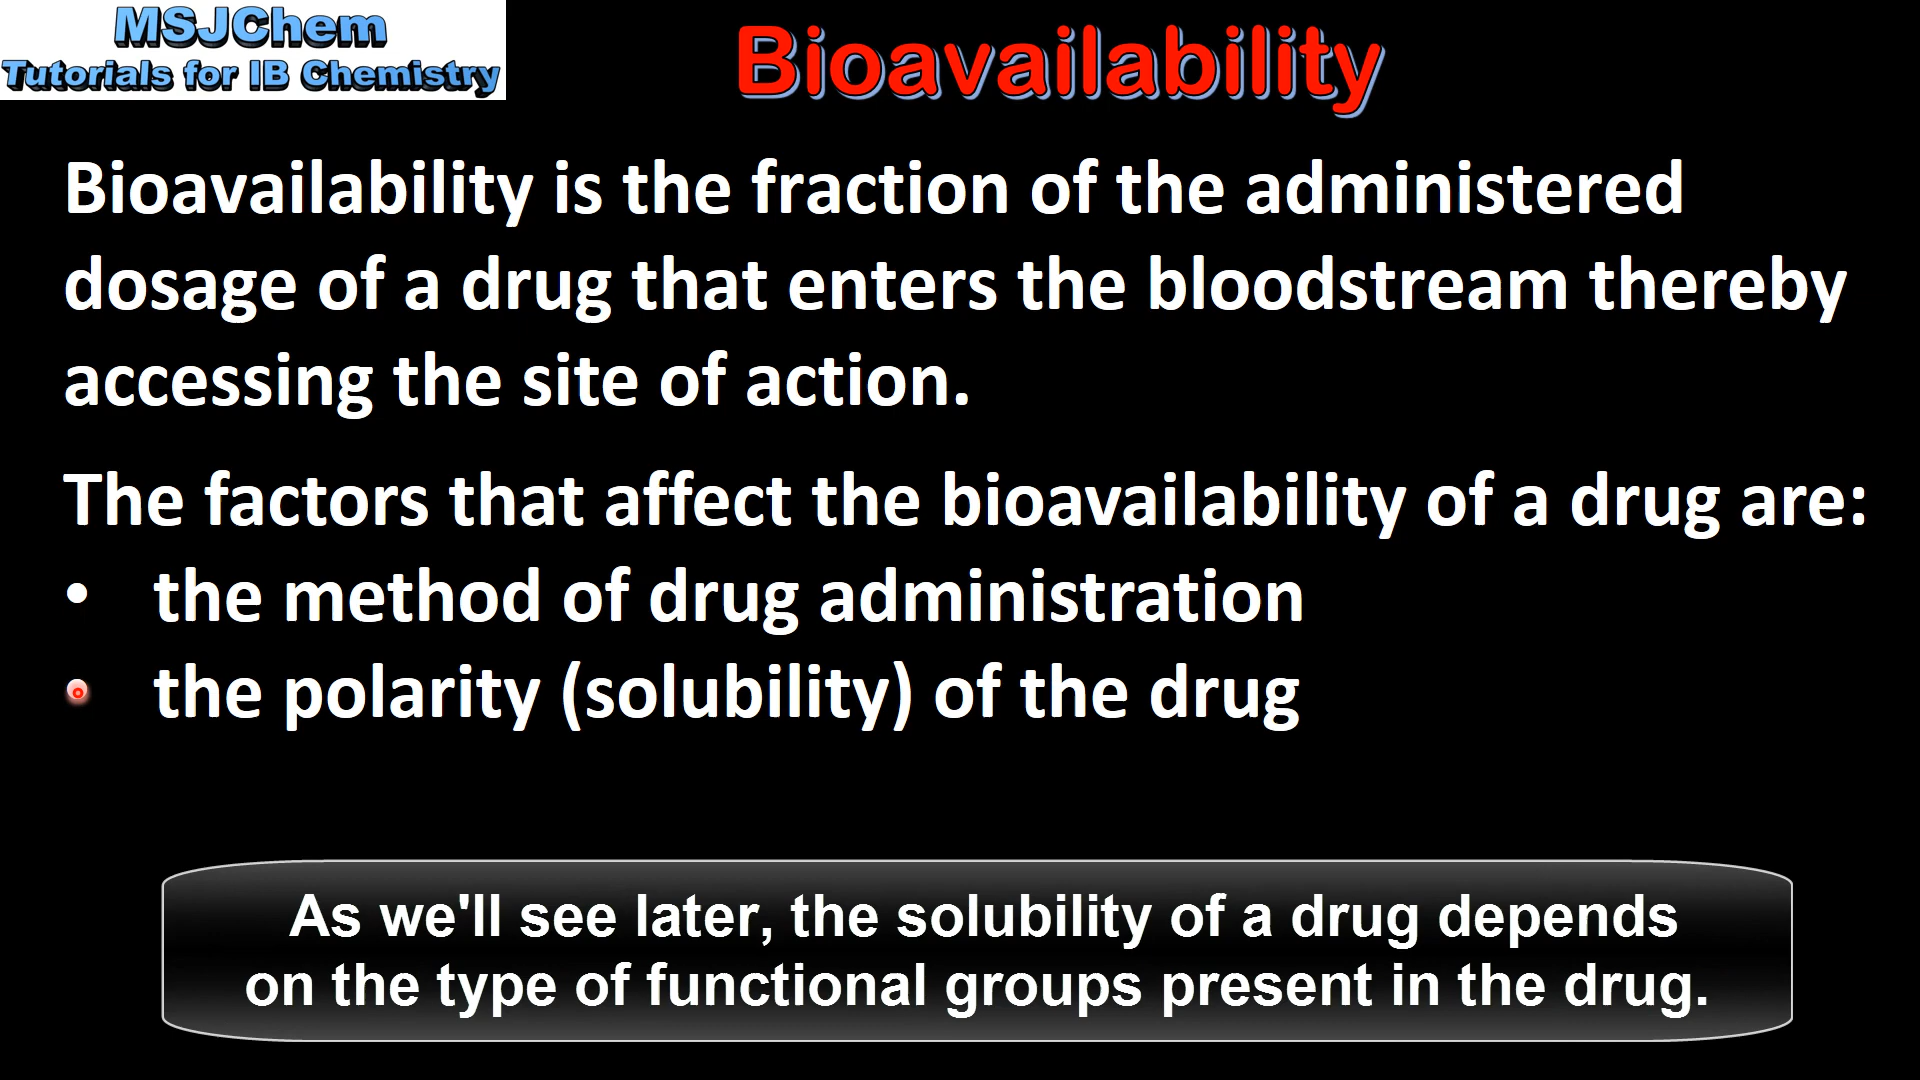 MSJChem
Tutorials for IB Chemistry
Bioavailability
Bioavailability is the fraction of the administered
dosage of a drug that enters the bloodstream thereby
accessing the site of action.
The factors that affect the bioavailability of a drug are:
• the method of drug administration
• the polarity (solubility) of the drug
As we'll see later, the solubility of a drug depends
on the type of functional groups present in the drug.